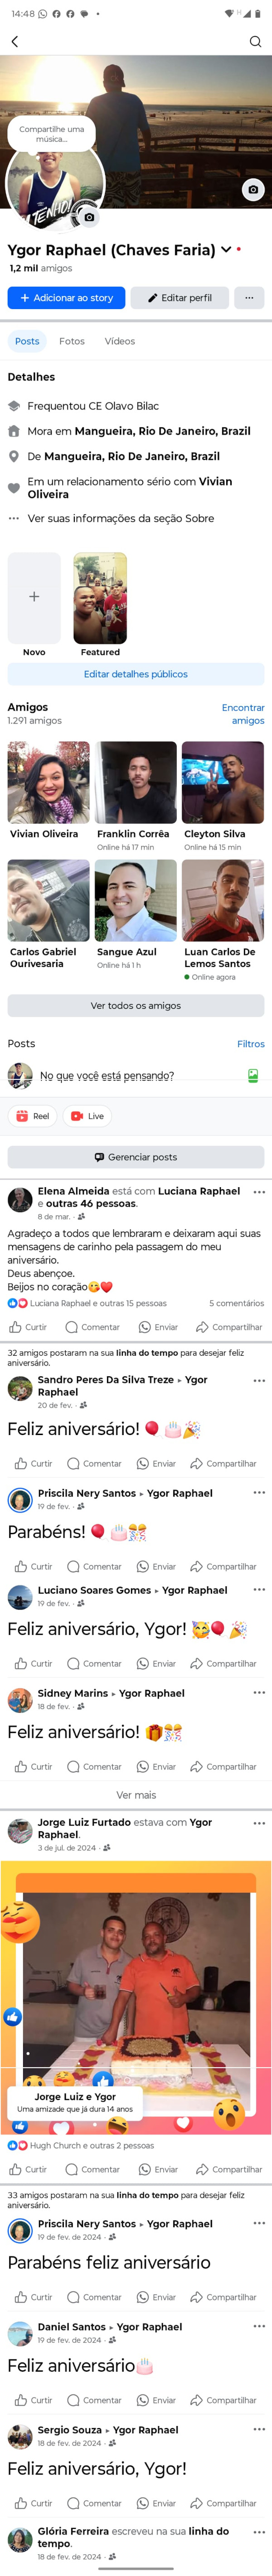 14:48
Compartilhe uma
música...
TENHO
Ygor Raphael (Chaves Faria)
1,2 mil amigos
Adicionar ao story
Editar perfil
Posts
Fotos
Vídeos
Detalhes
Frequentou CE Olavo Bilac
Mora em Mangueira, Rio De Janeiro, Brazil
De Mangueira, Rio De Janeiro, Brazil
Em um relacionamento sério com Vivian
Oliveira
Ver suas informações da seção Sobre
Novo
Featured
Editar detalhes públicos
Amigos
1.291 amigos
Encontrar
amigos
Vivian Oliveira
Franklin Corrêa
Online há 17 min
Cleyton Silva
Online há 15 min
Carlos Gabriel
Ourivesaria
Sangue Azul
Online há 1 h
Luan Carlos De
Lemos Santos
Online agora
Ver todos os amigos
Posts
Filtros
No que você está pensando?
Reel
Live
Gerenciar posts
Elena Almeida está com Luciana Raphael
e outras 46 pessoas.
8 de mar. ·
Agradeço a todos que lembraram e deixaram aqui suas
mensagens de carinho pela passagem do meu
aniversário.
Deus abençoe.
Beijos no coração😘❤️
Luciana Raphael e outras 15 pessoas
5 comentários
Curtir
Comentar
Enviar
Compartilhar
32 amigos postaram na sua linha do tempo para desejar feliz
aniversário.
Sandro Peres Da Silva Treze ▸ Ygor
Raphael
20 de fev. ·
Feliz aniversário! 🎈 🎂🎉
Curtir
Comentar
Enviar
Compartilhar
Priscila Nery Santos ▸ Ygor Raphael
19 de fev. ·
Parabéns! 🎈 🎂🎊
Curtir
Comentar
Enviar
Compartilhar
Luciano Soares Gomes ▸ Ygor Raphael
19 de fev. ·
Feliz aniversário, Ygor! 🥳🎈 🎉
Curtir
Comentar
Enviar
Compartilhar
Sidney Marins ▸ Ygor Raphael
18 de fev. ·
Feliz aniversário! 🎁🎊
Curtir
Comentar
Enviar
Compartilhar
Ver mais
Jorge Luiz Furtado estava com Ygor
Raphael.
3 de jul. de 2024 ·
Jorge Luiz e Ygor
Uma amizade que já dura 14 anos
Hugh Church e outras 2 pessoas
Curtir
Comentar
Enviar
Compartilhar
33 amigos postaram na sua linha do tempo para desejar feliz
aniversário.
Priscila Nery Santos ▸ Ygor Raphael
19 de fev. de 2024 ·
Parabéns feliz aniversário
Curtir
Comentar
Enviar
Compartilhar
Daniel Santos ▸ Ygor Raphael
19 de fev. de 2024 ·
Feliz aniversário🎂
Curtir
Comentar
Enviar
Compartilhar
Sergio Souza ▸ Ygor Raphael
18 de fev. de 2024 ·
Feliz aniversário, Ygor!
Curtir
Comentar
Enviar
Compartilhar
Glória Ferreira escreveu na sua linha do
tempo.
18 de fev. de 2024 ·